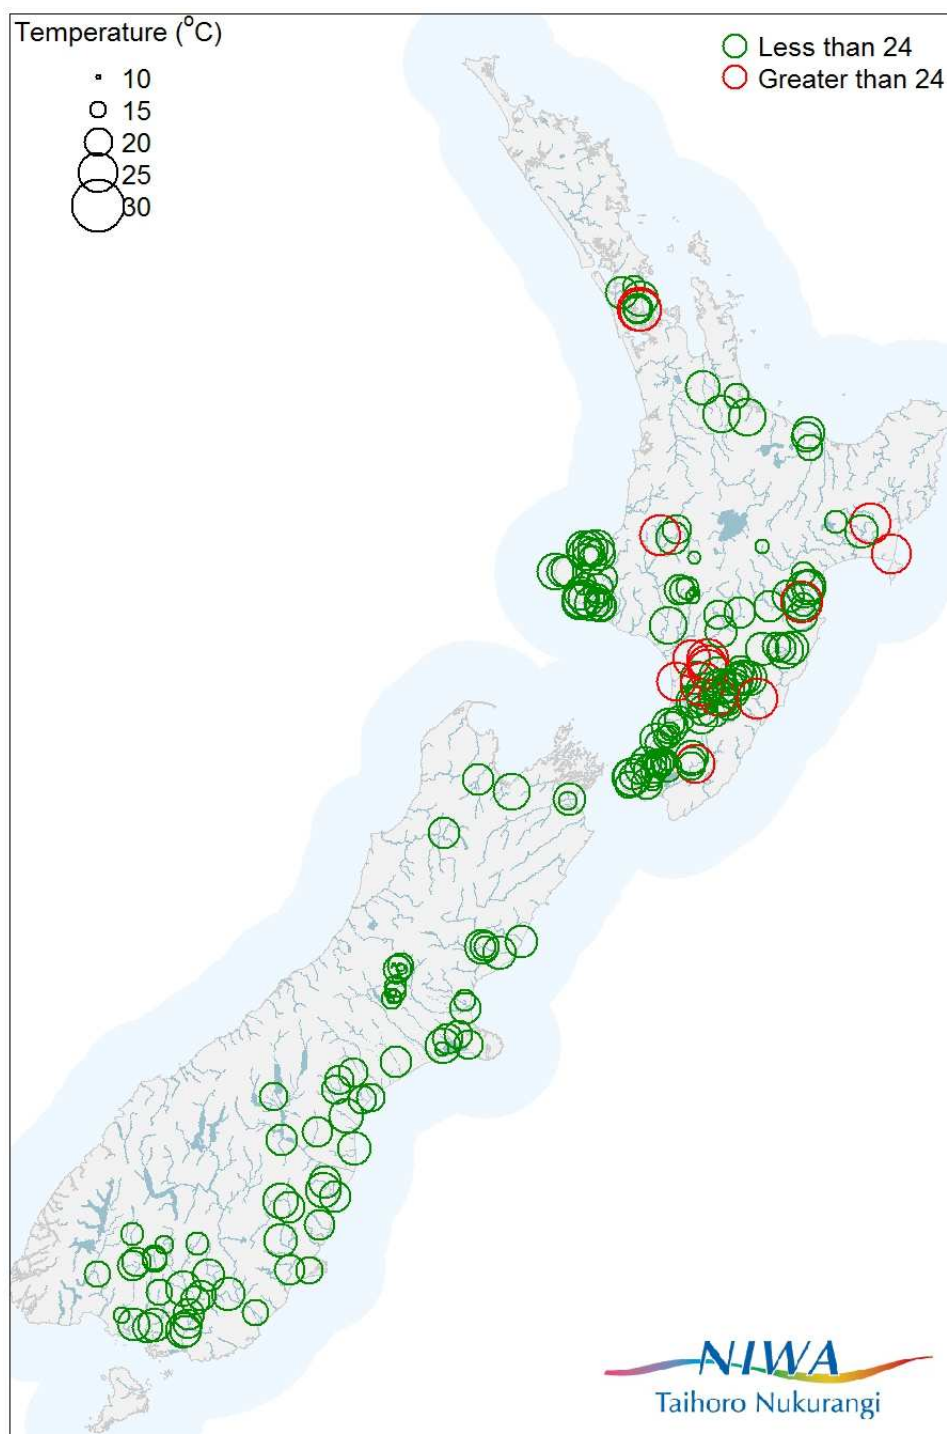 Temperature (°C)
10
15
20
25
30
Less than 24
Greater than 24
NIWA
Taihoro Nukurangi